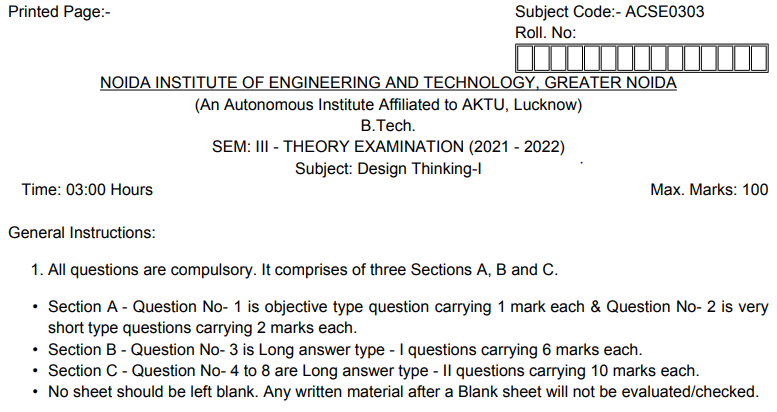 Printed Page:-
Subject Code:- ACSE0303
Roll. No:
NOIDA INSTITUTE OF ENGINEERING AND TECHNOLOGY, GREATER NOIDA
(An Autonomous Institute Affiliated to AKTU, Lucknow)
B.Tech.
SEM: III - THEORY EXAMINATION (2021 - 2022)
Subject: Design Thinking-I
Time: 03:00 Hours
Max. Marks: 100
General Instructions:
1. All questions are compulsory. It comprises of three Sections A, B and C.
• Section A - Question No- 1 is objective type question carrying 1 mark each & Question No- 2 is very
short type questions carrying 2 marks each.
• Section B - Question No- 3 is Long answer type - I questions carrying 6 marks each.
• Section C - Question No- 4 to 8 are Long answer type - II questions carrying 10 marks each.
• No sheet should be left blank. Any written material after a Blank sheet will not be evaluated/checked.